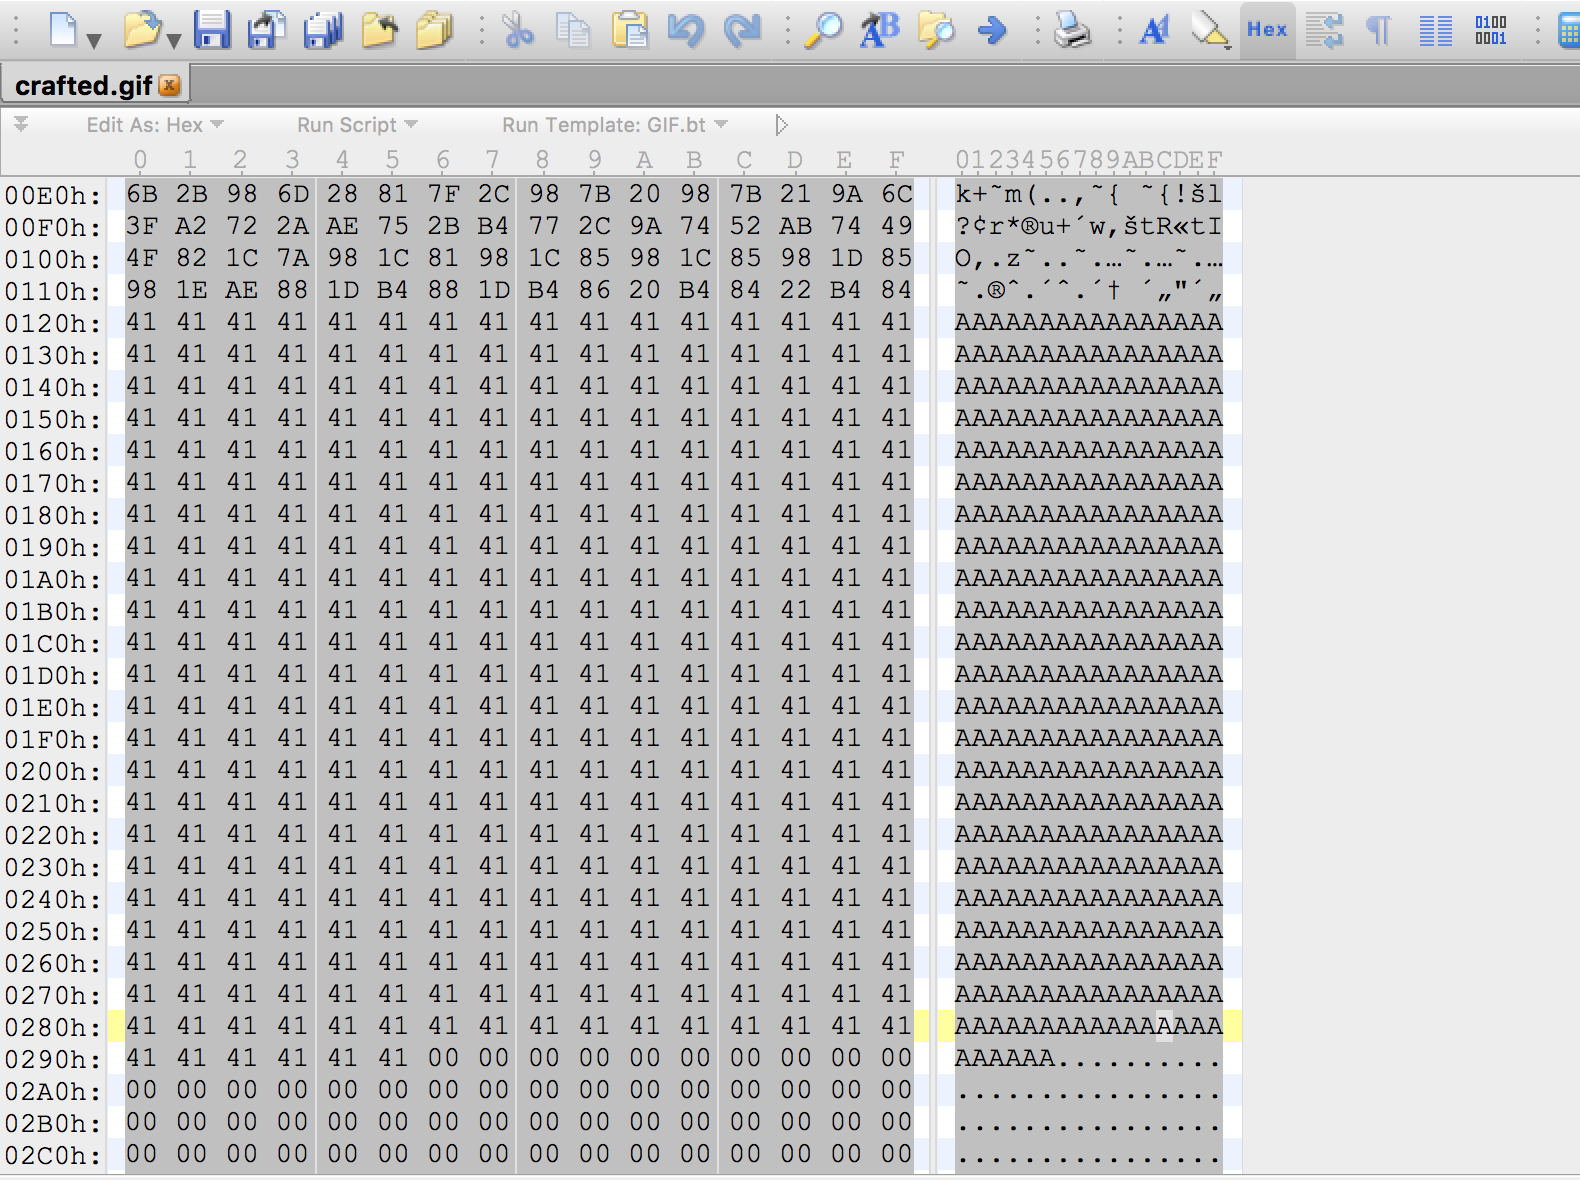 Hex
0100
0001
crafted.gif
Edit As: Hex Run Script Run Template: GIF.bt
0 1 2 3 4 5 6 7 8 9 A B C D E F 0123456789ABCDEF
00E0h: 6B 2B 98 6D 28 81 7F 2C 98 7B 20 98 7B 21 9A 6C k+˜m(..,˜{ ˜{!šl
00F0h: 3F A2 72 2A AE 75 2B B4 77 2C 9A 74 52 AB 74 49 ?¢r*®u+´w,štR«tI
0100h: 4F 82 1C 7A 98 1C 81 98 1C 85 98 1C 85 98 1D 85 O‚.z˜..˜.…˜.…˜.…
0110h: 98 1E AE 88 1D B4 88 1D B4 86 20 B4 84 22 B4 84 ˜.®ˆ.´ˆ.´† ´„"´„
0120h: 41 41 41 41 41 41 41 41 41 41 41 41 41 41 41 41 AAAAAAAAAAAAAAAA
0130h: 41 41 41 41 41 41 41 41 41 41 41 41 41 41 41 41 AAAAAAAAAAAAAAAA
0140h: 41 41 41 41 41 41 41 41 41 41 41 41 41 41 41 41 AAAAAAAAAAAAAAAA
0150h: 41 41 41 41 41 41 41 41 41 41 41 41 41 41 41 41 AAAAAAAAAAAAAAAA
0160h: 41 41 41 41 41 41 41 41 41 41 41 41 41 41 41 41 AAAAAAAAAAAAAAAA
0170h: 41 41 41 41 41 41 41 41 41 41 41 41 41 41 41 41 AAAAAAAAAAAAAAAA
0180h: 41 41 41 41 41 41 41 41 41 41 41 41 41 41 41 41 AAAAAAAAAAAAAAAA
0190h: 41 41 41 41 41 41 41 41 41 41 41 41 41 41 41 41 AAAAAAAAAAAAAAAA
01A0h: 41 41 41 41 41 41 41 41 41 41 41 41 41 41 41 41 AAAAAAAAAAAAAAAA
01B0h: 41 41 41 41 41 41 41 41 41 41 41 41 41 41 41 41 AAAAAAAAAAAAAAAA
01C0h: 41 41 41 41 41 41 41 41 41 41 41 41 41 41 41 41 AAAAAAAAAAAAAAAA
01D0h: 41 41 41 41 41 41 41 41 41 41 41 41 41 41 41 41 AAAAAAAAAAAAAAAA
01E0h: 41 41 41 41 41 41 41 41 41 41 41 41 41 41 41 41 AAAAAAAAAAAAAAAA
01F0h: 41 41 41 41 41 41 41 41 41 41 41 41 41 41 41 41 AAAAAAAAAAAAAAAA
0200h: 41 41 41 41 41 41 41 41 41 41 41 41 41 41 41 41 AAAAAAAAAAAAAAAA
0210h: 41 41 41 41 41 41 41 41 41 41 41 41 41 41 41 41 AAAAAAAAAAAAAAAA
0220h: 41 41 41 41 41 41 41 41 41 41 41 41 41 41 41 41 AAAAAAAAAAAAAAAA
0230h: 41 41 41 41 41 41 41 41 41 41 41 41 41 41 41 41 AAAAAAAAAAAAAAAA
0240h: 41 41 41 41 41 41 41 41 41 41 41 41 41 41 41 41 AAAAAAAAAAAAAAAA
0250h: 41 41 41 41 41 41 41 41 41 41 41 41 41 41 41 41 AAAAAAAAAAAAAAAA
0260h: 41 41 41 41 41 41 41 41 41 41 41 41 41 41 41 41 AAAAAAAAAAAAAAAA
0270h: 41 41 41 41 41 41 41 41 41 41 41 41 41 41 41 41 AAAAAAAAAAAAAAAA
0280h: 41 41 41 41 41 41 41 41 41 41 41 41 41 41 41 41 AAAAAAAAAAAAAAAA
0290h: 41 41 41 41 41 41 00 00 00 00 00 00 00 00 00 00 AAAAAA..........
02A0h: 00 00 00 00 00 00 00 00 00 00 00 00 00 00 00 00 ................
02B0h: 00 00 00 00 00 00 00 00 00 00 00 00 00 00 00 00 ................
02C0h: 00 00 00 00 00 00 00 00 00 00 00 00 00 00 00 00 ................